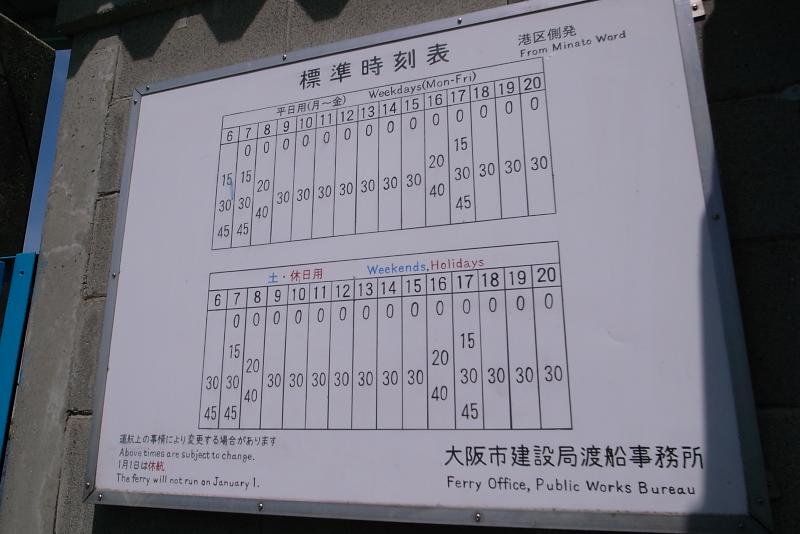 標準時刻表
港区側発
From Minato Ward
平日用(月～金) Weekdays(Mon-Fri)
6 7 8 9 10 11 12 13 14 15 16 17 18 19 20
0 0 0 0 0 0 0 0 0 0 0 0 0 0
15 15 20 30 30 30 30 30 30 30 20 15 30 30 30
30 30 40 40 30
45 45 45
土・休日用 Weekends,Holidays
6 7 8 9 10 11 12 13 14 15 16 17 18 19 20
0 0 0 0 0 0 0 0 0 0 0 0 0 0
15 20 20 15
30 30 40 30 30 30 30 30 30 30 40 30 30 30 30
45 45 45
運航上の事情により変更する場合があります
Above times are subject to change.
1月1日は休航
The ferry will not run on January 1.
大阪市建設局渡船事務所
Ferry Office, Public Works Bureau